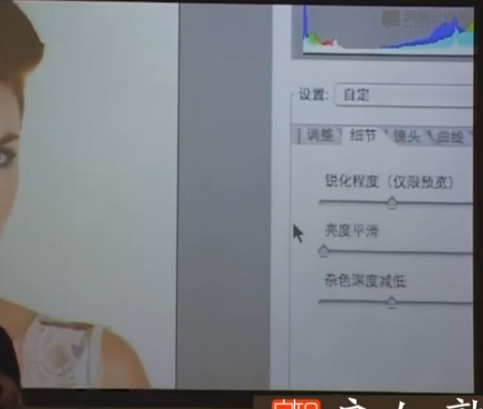 设置: 自定
调整 细节 镜头 曲线
锐化程度（仅限预览）
亮度平滑
杂色深度减低